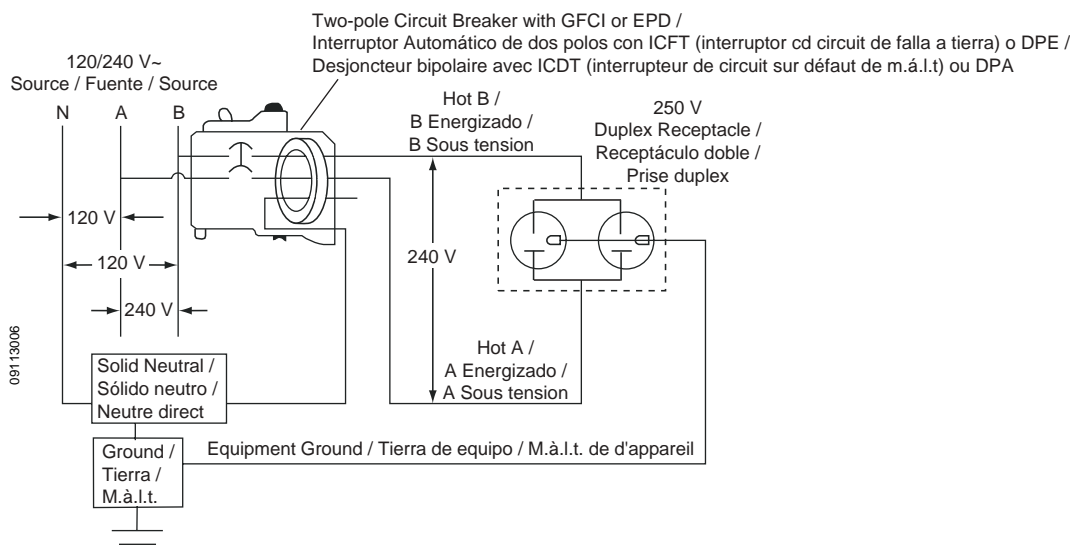 Two-pole Circuit Breaker with GFCI or EPD /
Interruptor Automático de dos polos con ICFT (interruptor cd circuit de falla a tierra) o DPE /
Desjoncteur bipolaire avec ICDT (interrupteur de circuit sur défaut de m.á.l.t) ou DPA
120/240 V~
Source / Fuente / Source
N A B
Hot B /
B Energizado /
B Sous tension
250 V
Duplex Receptacle /
Receptáculo doble /
Prise duplex
120 V
120 V
240 V
240 V
09113006
Solid Neutral /
Sólido neutro /
Neutre direct
Hot A /
A Energizado /
A Sous tension
Ground /
Tierra /
M.à.l.t.
Equipment Ground / Tierra de equipo / M.à.l.t. de d'appareil